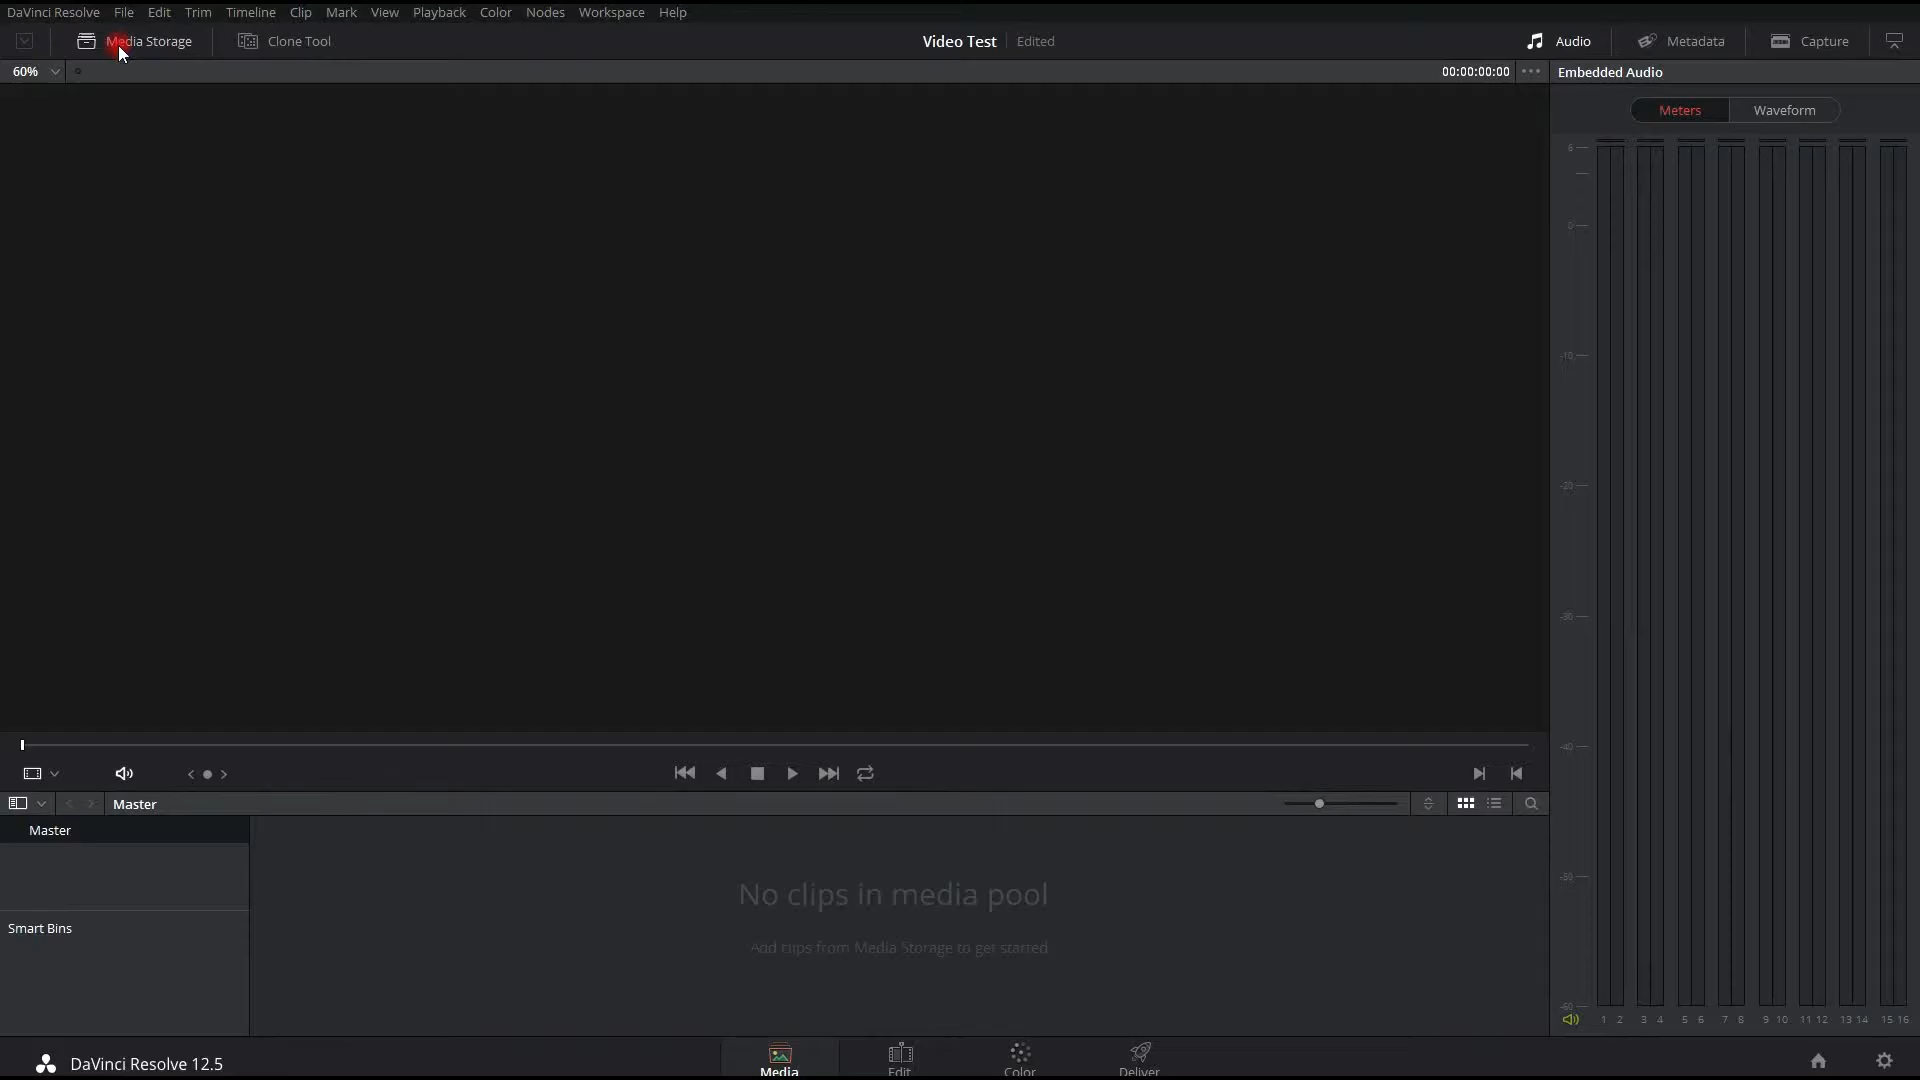 DaVinci Resolve File Edit Trim Timeline Clip Mark View Playback Color Nodes Workspace Help
Media Storage Clone Tool Video Test Edited Audio Metadata Capture
60% 00:00:00:00 Embedded Audio
Meters Waveform
6
0
-10
-20
-30
-40
-50
-60
Master
Master
No clips in media pool
Add clips from Media Storage to get started
Smart Bins
1 2 3 4 5 6 7 8 9 10 11 12 13 14 15 16
DaVinci Resolve 12.5 Media Edit Color Deliver